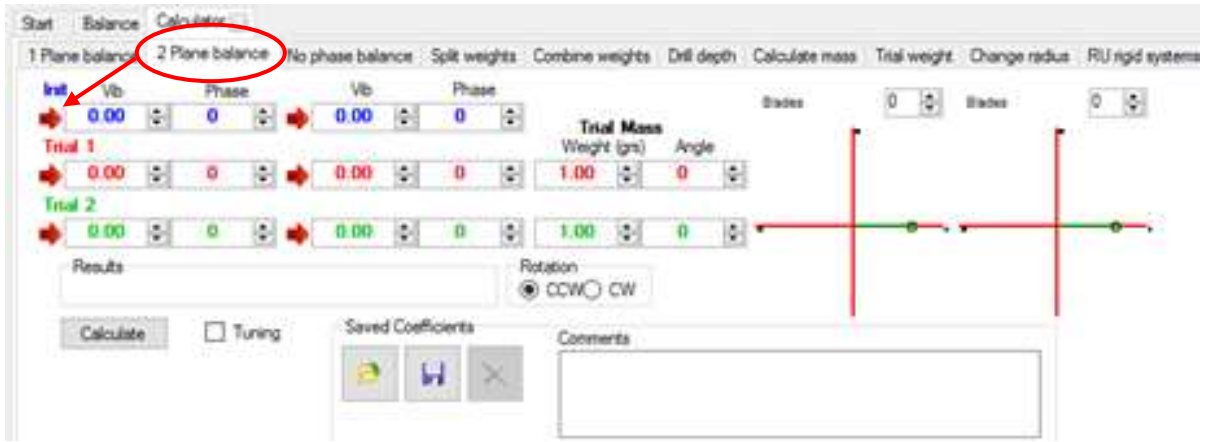 Start Balance Calculator
1 Plane balance 2 Plane balance No phase balance Split weights Combine weights Drill depth Calculate mass Trial weight Change radius RU rigid systems
Init Vib Phase Vib Phase
0.00 0 0.00 0
Blades 0 Blades 0
Trial Mass
Trial 1 Weight (grs) Angle
0.00 0 0.00 0 1.00 0
Trial 2
0.00 0 0.00 0 1.00 0
Results Rotation
CCW CW
Calculate Tuning Saved Coefficients Comments